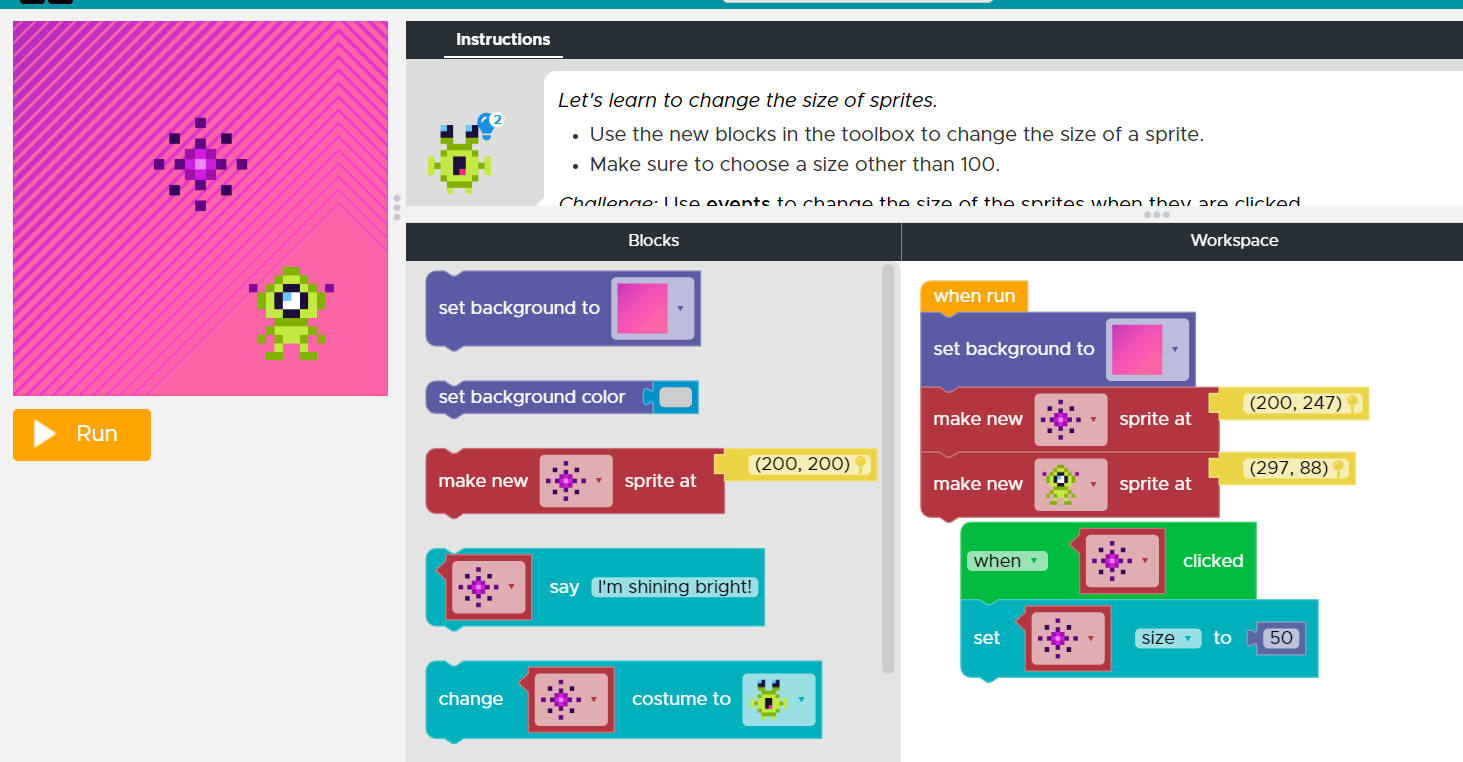 Instructions
2
Let's learn to change the size of sprites.
• Use the new blocks in the toolbox to change the size of a sprite.
• Make sure to choose a size other than 100.
Challenge: Use events to change the size of the sprites when they are clicked
Run
Blocks
Workspace
set background to
set background color
make new sprite at (200, 200)
say I'm shining bright!
change costume to
when run
set background to
make new sprite at (200, 247)
make new sprite at (297, 88)
when clicked
set size to 50